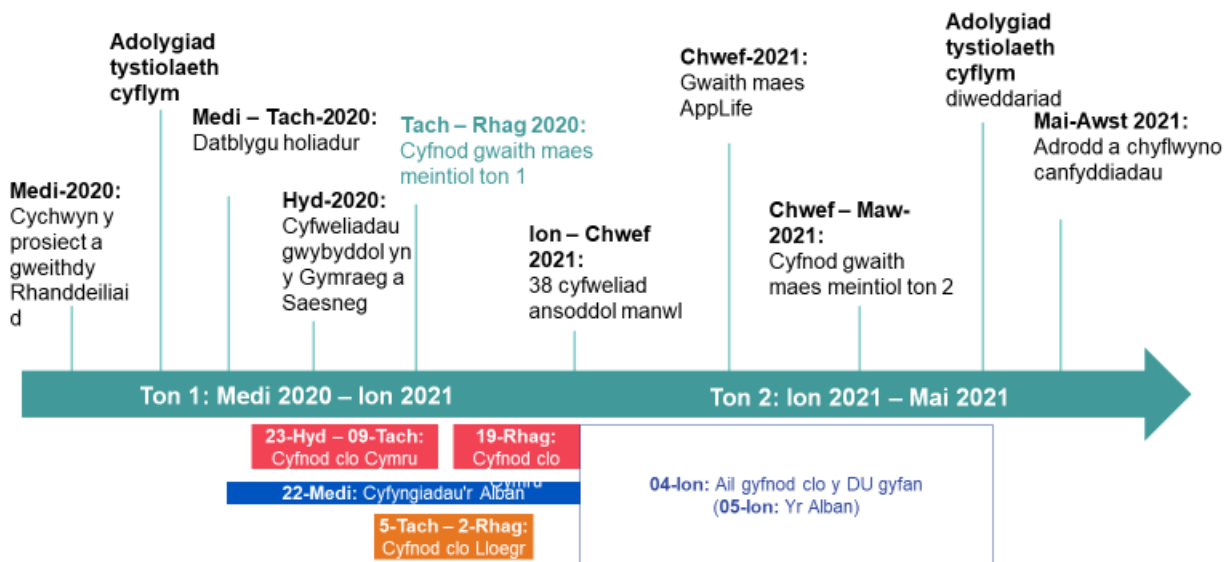 Medi-2020:
Cychwyn y
prosiect a
gweithdy
Rhanddeiliai
d
Adolygiad
tystiolaeth
cyflym
Medi – Tach-2020:
Datblygu holiadur
Hyd-2020:
Cyfweliadau
gwybyddol yn
y Gymraeg a
Saesneg
Tach – Rhag 2020:
Cyfnod gwaith maes
meintiol ton 1
Ion – Chwef
2021:
38 cyfweliad
ansoddol manwl
Chwef-2021:
Gwaith maes
AppLife
Chwef – Maw-
2021:
Cyfnod gwaith
maes meintiol ton 2
Adolygiad
tystiolaeth
cyflym
diweddariad
Mai-Awst 2021:
Adrodd a chyflwyno
canfyddiadau
Ton 1: Medi 2020 – Ion 2021
Ton 2: Ion 2021 – Mai 2021
23-Hyd – 09-Tach:
Cyfnod clo Cymru
19-Rhag:
Cyfnod clo
Cymru
22-Medi: Cyfyngiadau'r Alban
5-Tach – 2-Rhag:
Cyfnod clo Lloegr
04-Ion: Ail gyfnod clo y DU gyfan
(05-Ion: Yr Alban)